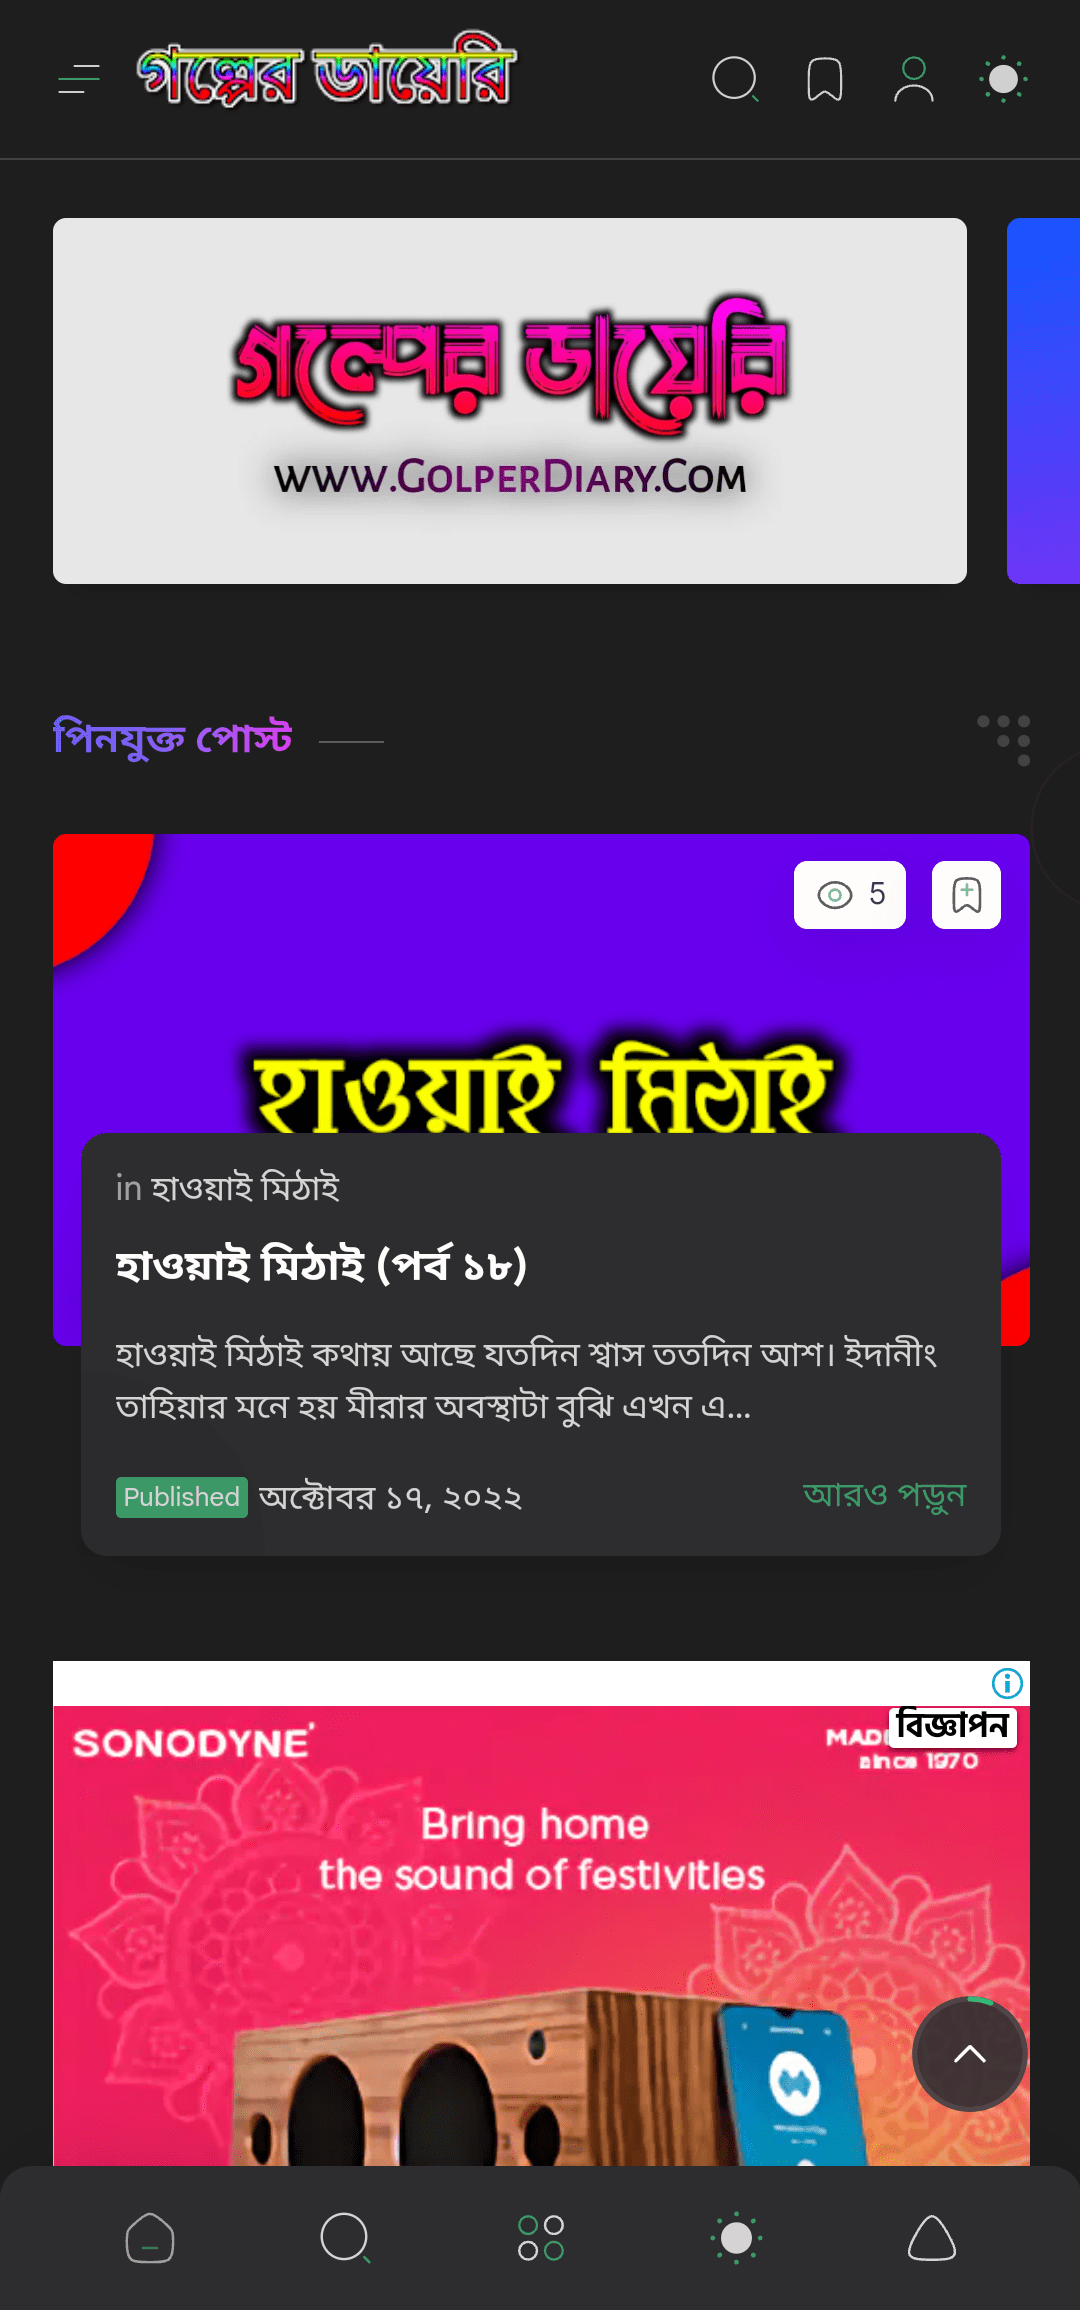 গল্পের ডায়েরি
গল্পের ডায়েরি
www.GolperDiary.Com
পিনযুক্ত পোস্ট
5
হাওয়াই মিঠাই
in হাওয়াই মিঠাই
হাওয়াই মিঠাই (পর্ব ১৮)
হাওয়াই মিঠাই কথায় আছে যতদিন শ্বাস ততদিন আশ। ইদানীং
তাহিয়ার মনে হয় মীরার অবস্থাটা বুঝি এখন এ...
Published অক্টোবর ১৭, ২০২২ আরও পড়ুন
SONODYNE
বিজ্ঞাপন
since 1970
Bring home
the sound of festivities